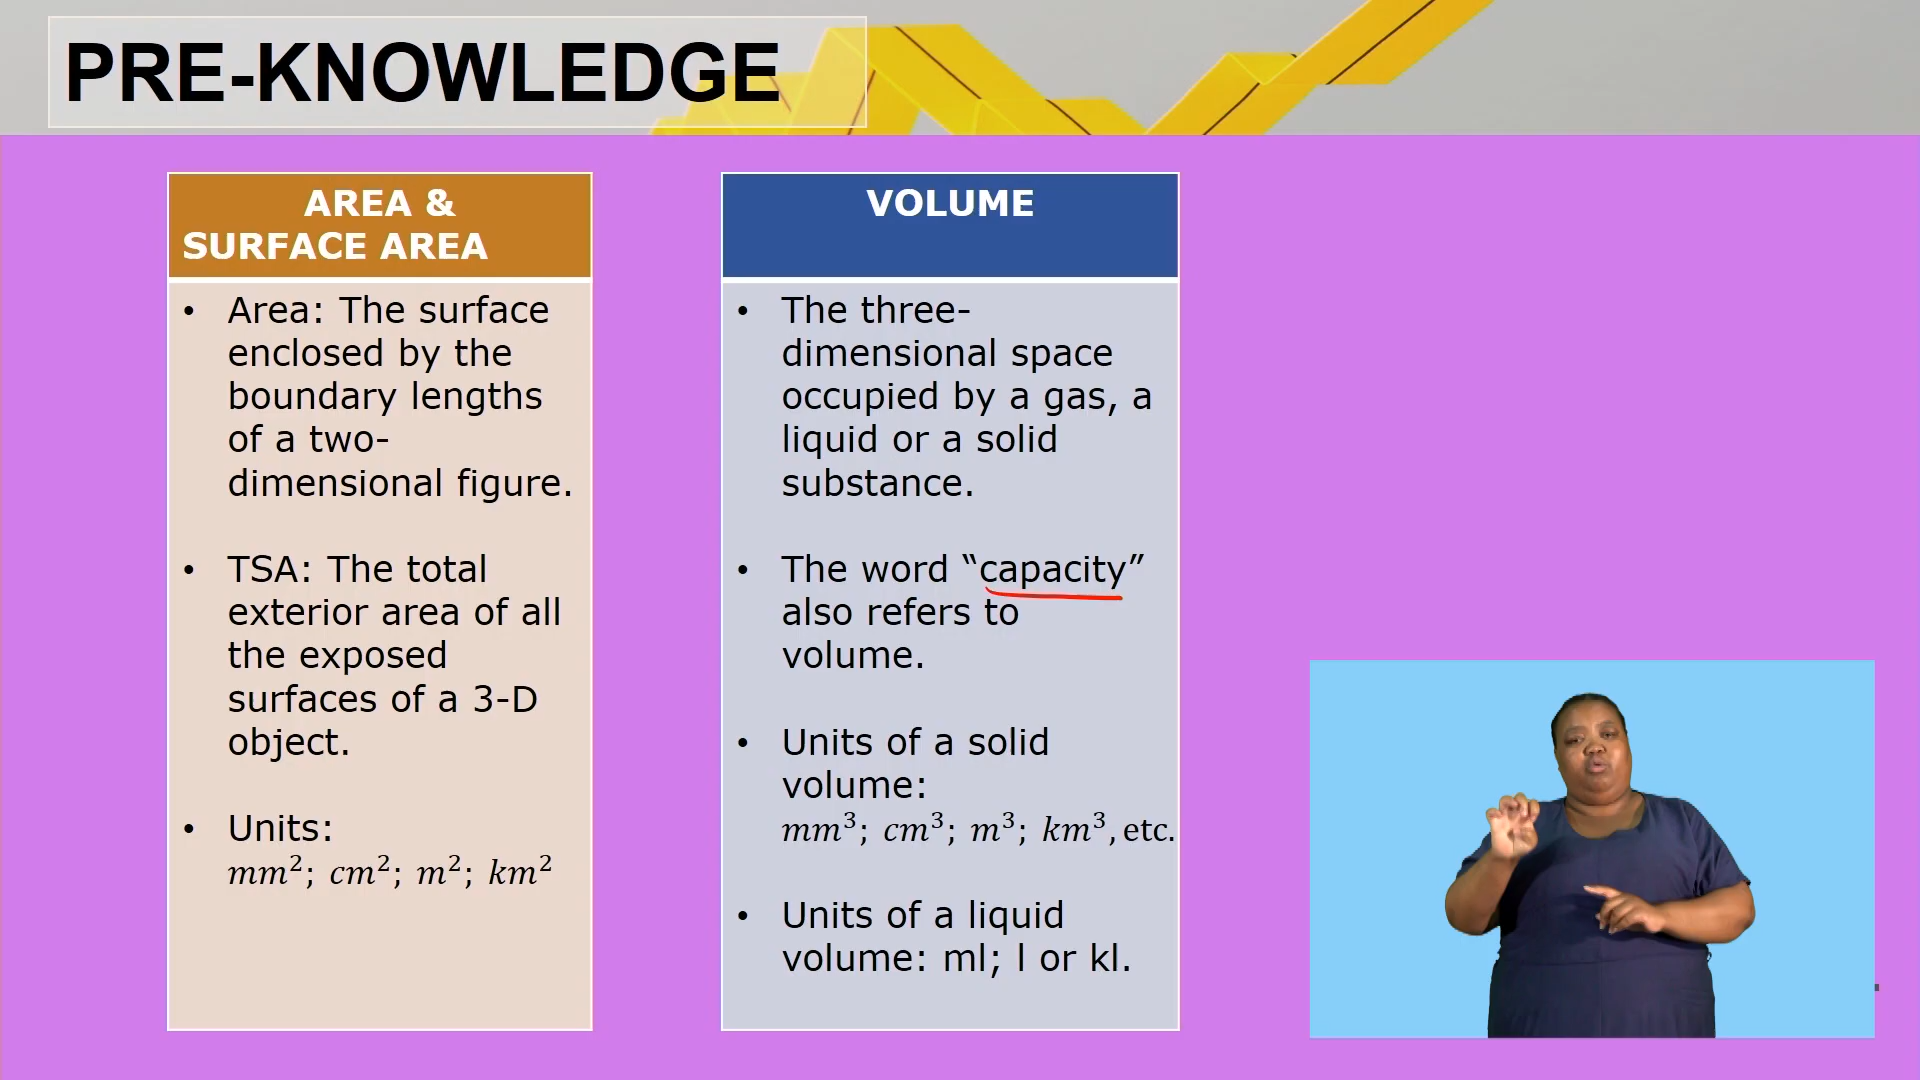 PRE-KNOWLEDGE
AREA &
SURFACE AREA
• Area: The surface
enclosed by the
boundary lengths
of a two-
dimensional figure.
• TSA: The total
exterior area of all
the exposed
surfaces of a 3-D
object.
• Units:
mm²; cm²; m²; km²
VOLUME
• The three-
dimensional space
occupied by a gas, a
liquid or a solid
substance.
• The word “capacity”
also refers to
volume.
• Units of a solid
volume:
mm³; cm³; m³; km³, etc.
• Units of a liquid
volume: ml; l or kl.